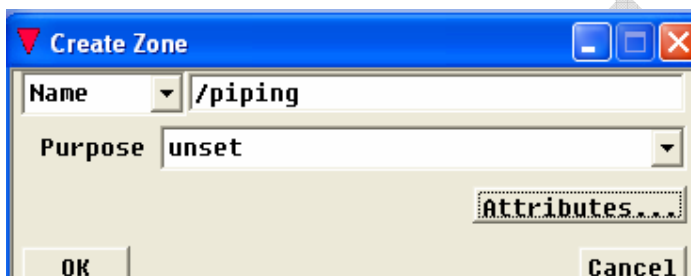 Create Zone
Name /piping
Purpose unset
Attributes...
OK Cancel